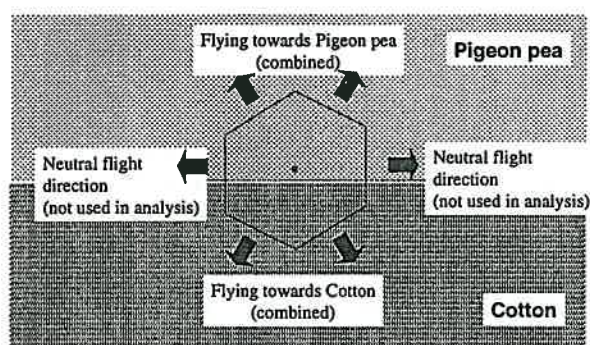 Flying towards Pigeon pea
(combined)
Pigeon pea
Neutral flight
direction
(not used in analysis)
Neutral flight
direction
(not used in analysis)
Flying towards Cotton
(combined)
Cotton